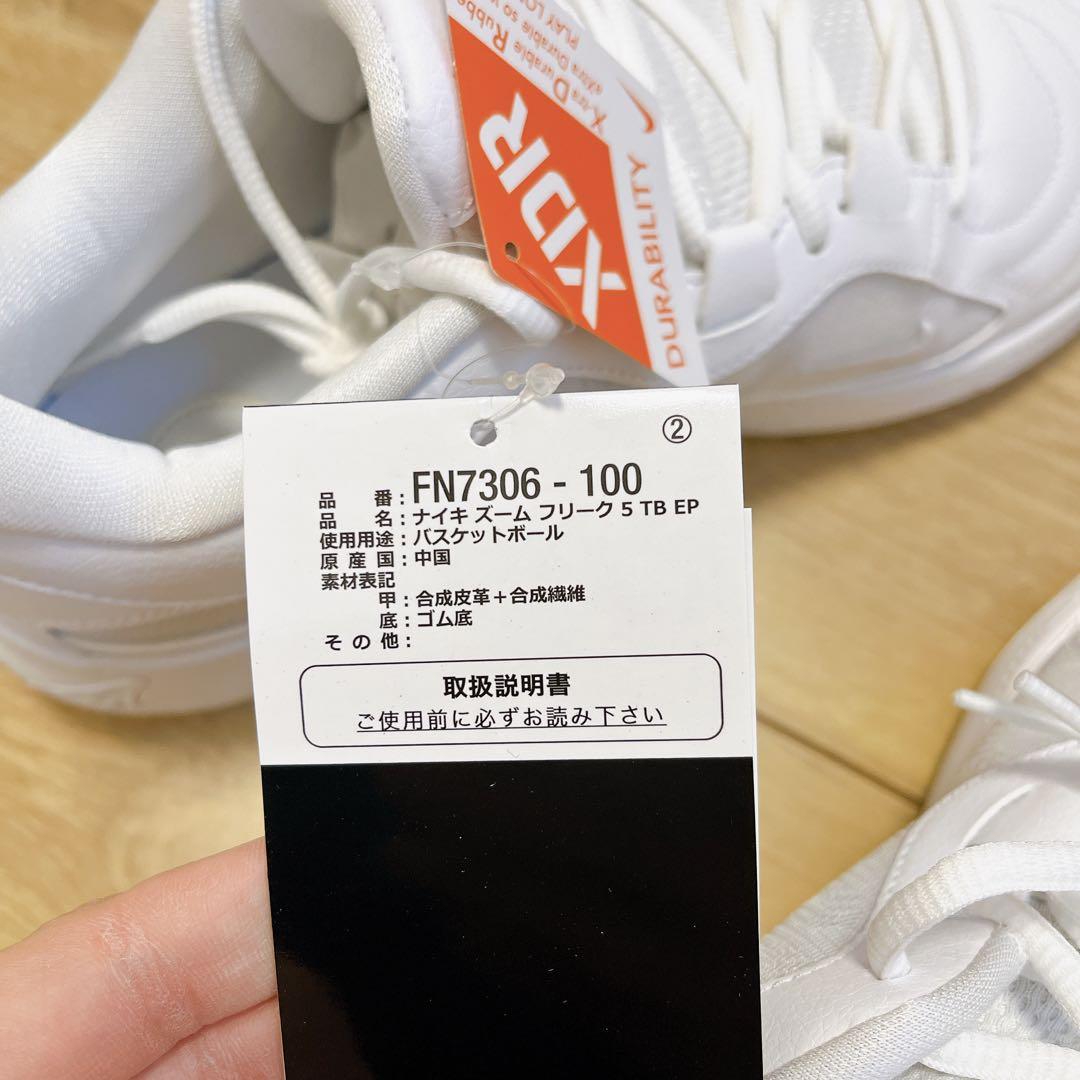 X-tra Durable Rubber
PLAY LO
XDR
DURABILITY
②
品 番：FN7306 - 100
品 名：ナイキ ズーム フリーク 5 TB EP
使用用途：バスケットボール
原 産 国：中国
素材表記
甲：合成皮革＋合成繊維
底：ゴム底
そ の 他：
取扱説明書
ご使用前に必ずお読み下さい